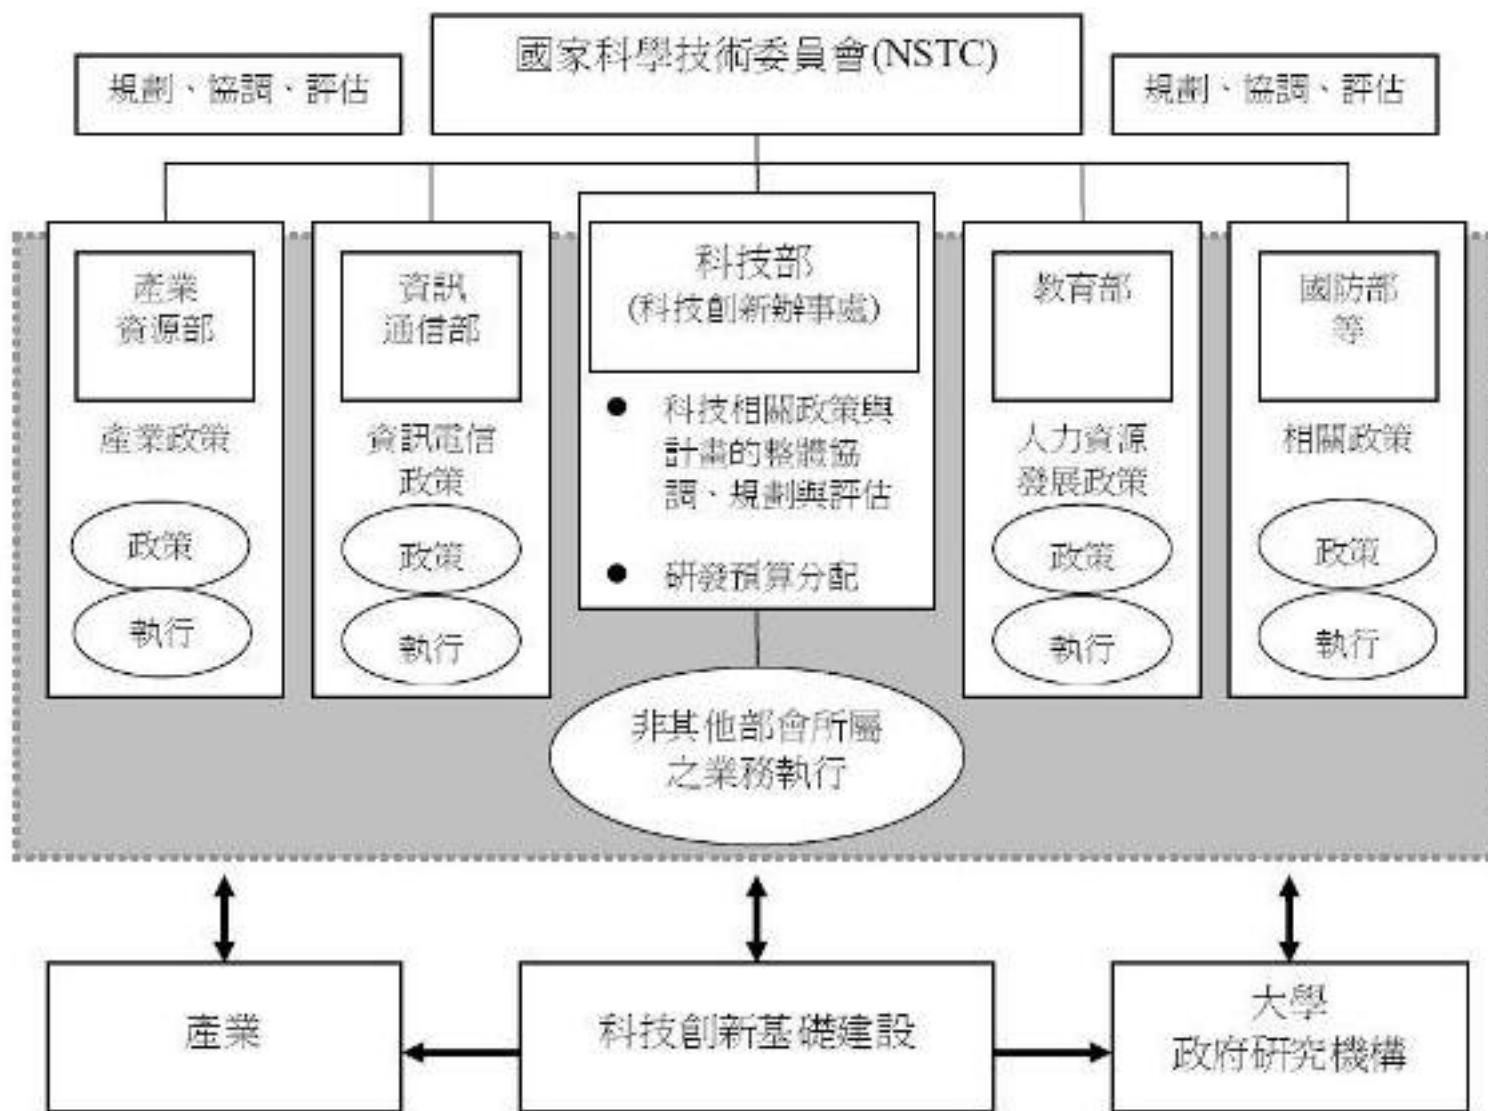 國家科學技術委員會(NSTC)
規劃、協調、評估
規劃、協調、評估
產業
資源部
產業政策
政策
執行
資訊
通信部
資訊電信
政策
政策
執行
科技部
(科技創新辦事處)
● 科技相關政策與
計畫的整體協
調、規劃與評估
● 研發預算分配
非其他部會所屬
之業務執行
教育部
人力資源
發展政策
政策
執行
國防部
等
相關政策
政策
執行
產業
科技創新基礎建設
大學
政府研究機構